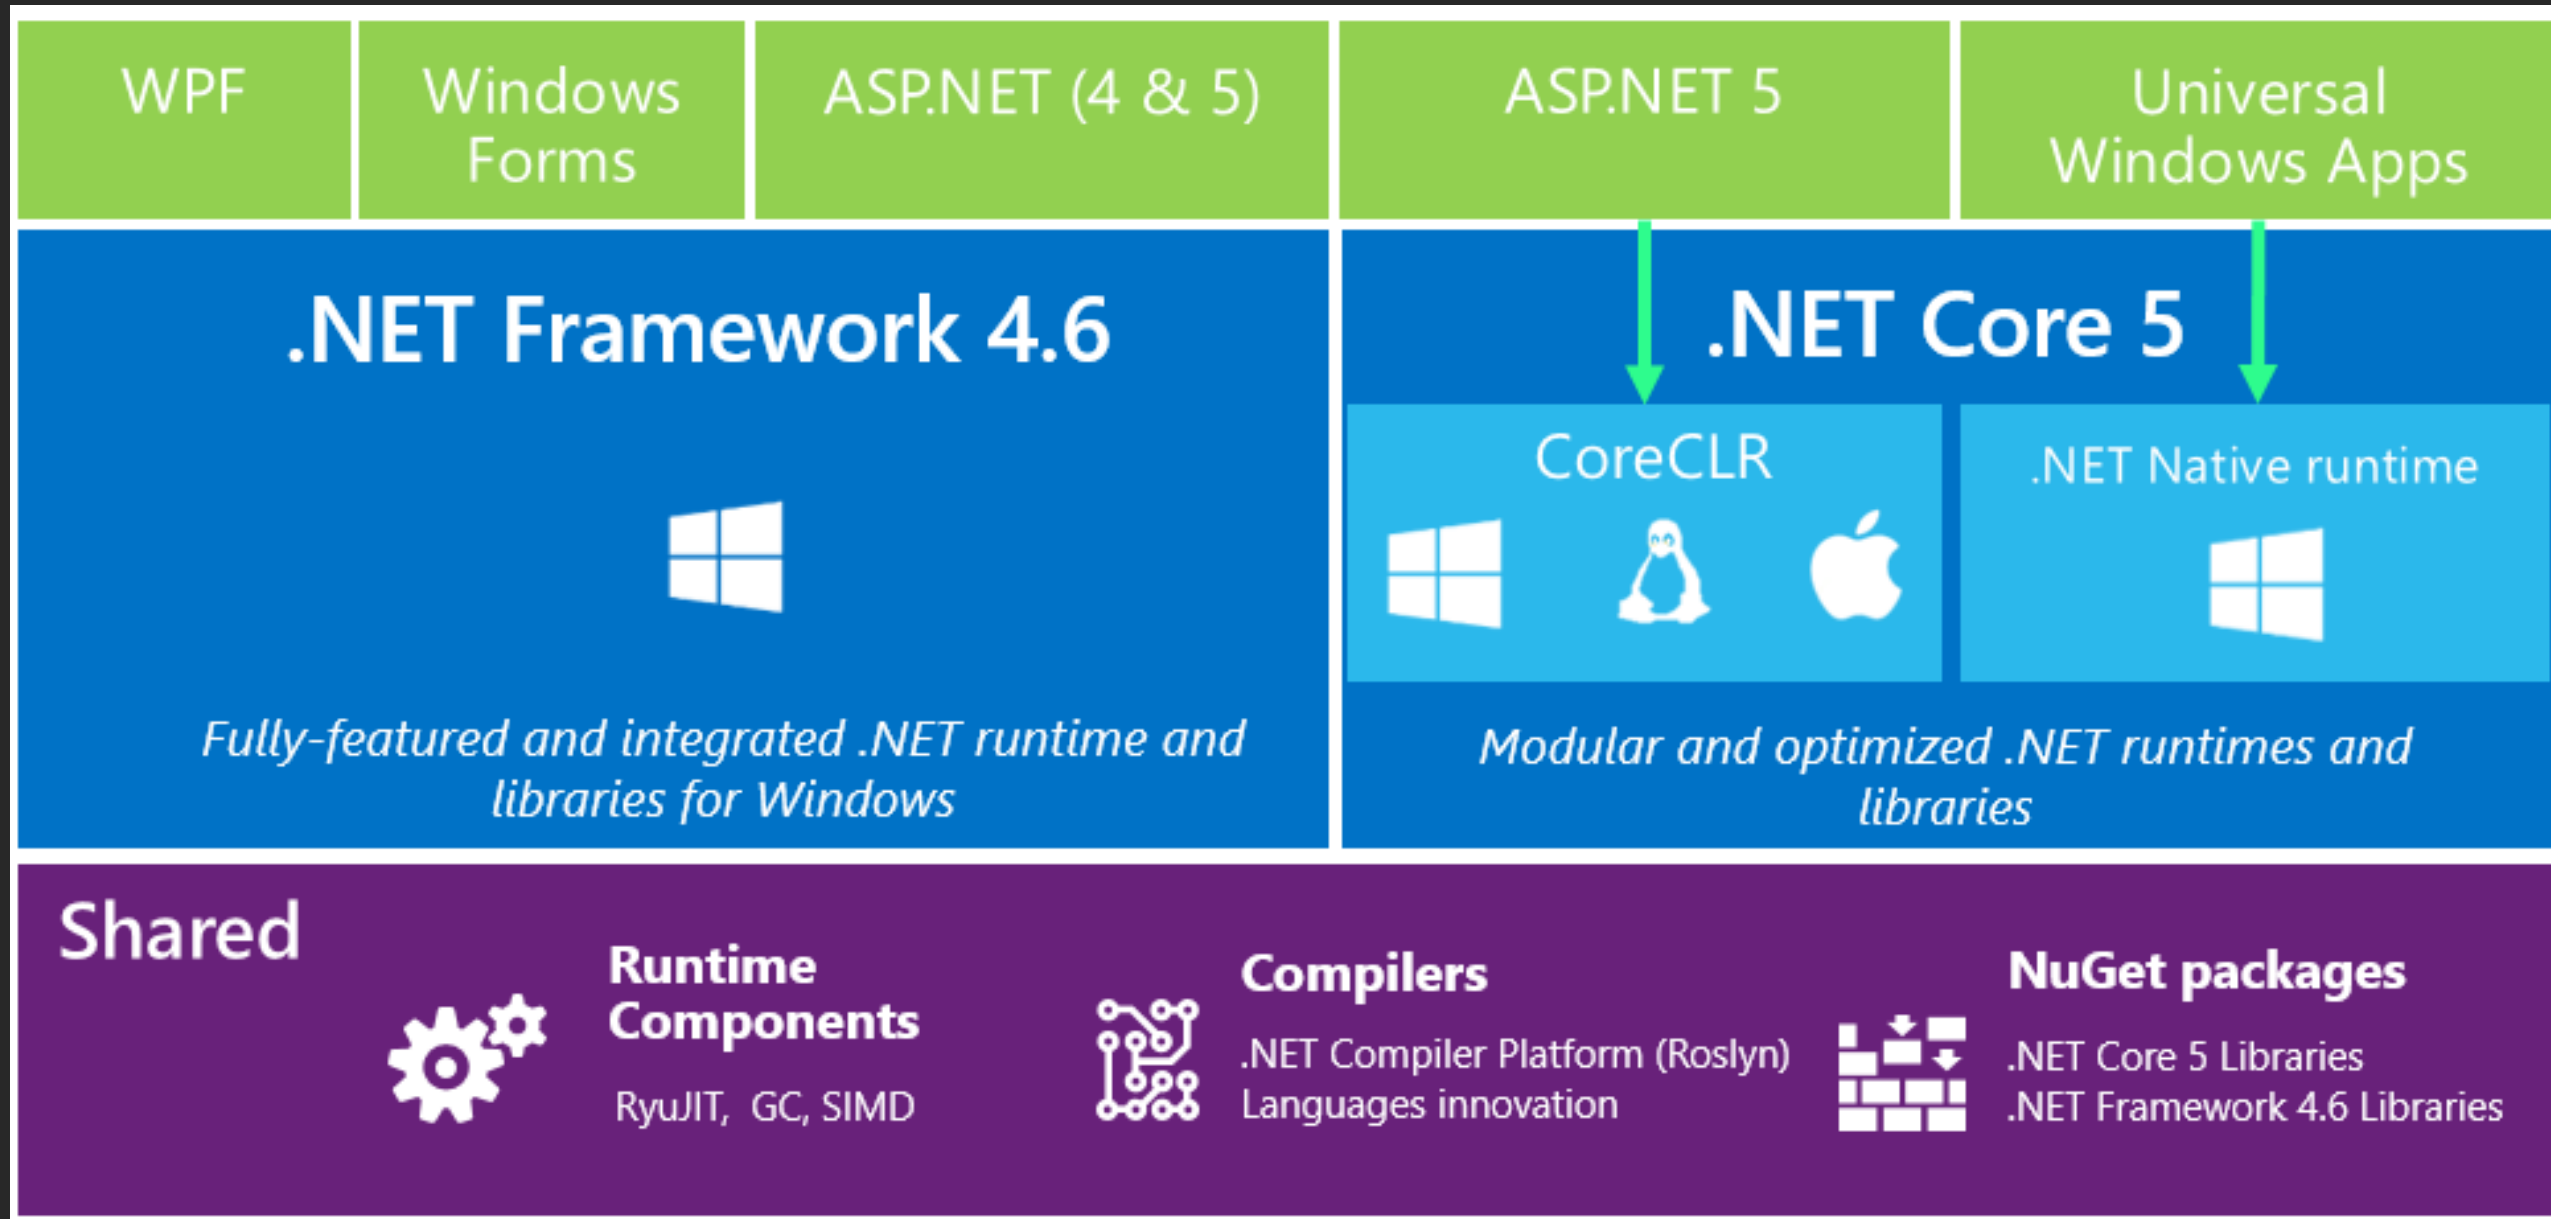 WPF
Windows
Forms
ASP.NET (4 & 5)
ASP.NET 5
Universal
Windows Apps
.NET Framework 4.6
Fully-featured and integrated .NET runtime and
libraries for Windows
.NET Core 5
CoreCLR
.NET Native runtime
Modular and optimized .NET runtimes and
libraries
Shared
Runtime
Components
RyuJIT, GC, SIMD
Compilers
.NET Compiler Platform (Roslyn)
Languages innovation
NuGet packages
.NET Core 5 Libraries
.NET Framework 4.6 Libraries